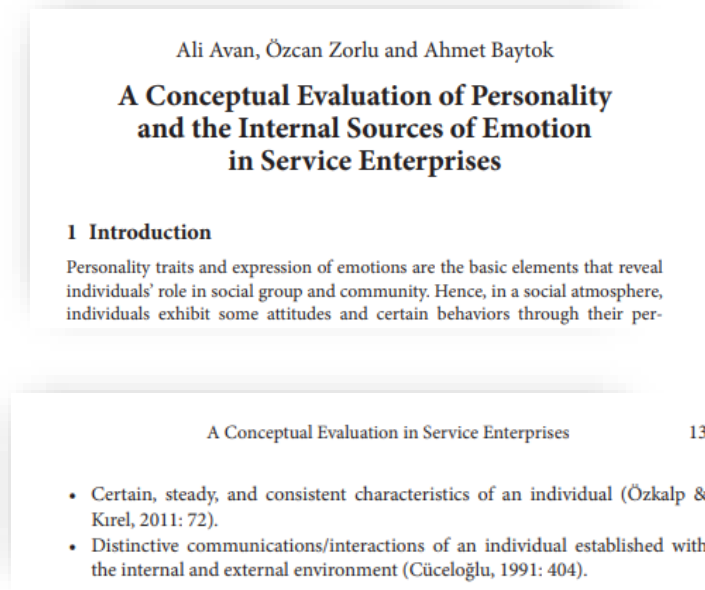 Ali Avan, Özcan Zorlu and Ahmet Baytok
A Conceptual Evaluation of Personality
and the Internal Sources of Emotion
in Service Enterprises
1 Introduction
Personality traits and expression of emotions are the basic elements that reveal
individuals’ role in social group and community. Hence, in a social atmosphere,
individuals exhibit some attitudes and certain behaviors through their per-
A Conceptual Evaluation in Service Enterprises 13
• Certain, steady, and consistent characteristics of an individual (Özkalp &
Kırel, 2011: 72).
• Distinctive communications/interactions of an individual established with
the internal and external environment (Cüceloğlu, 1991: 404).